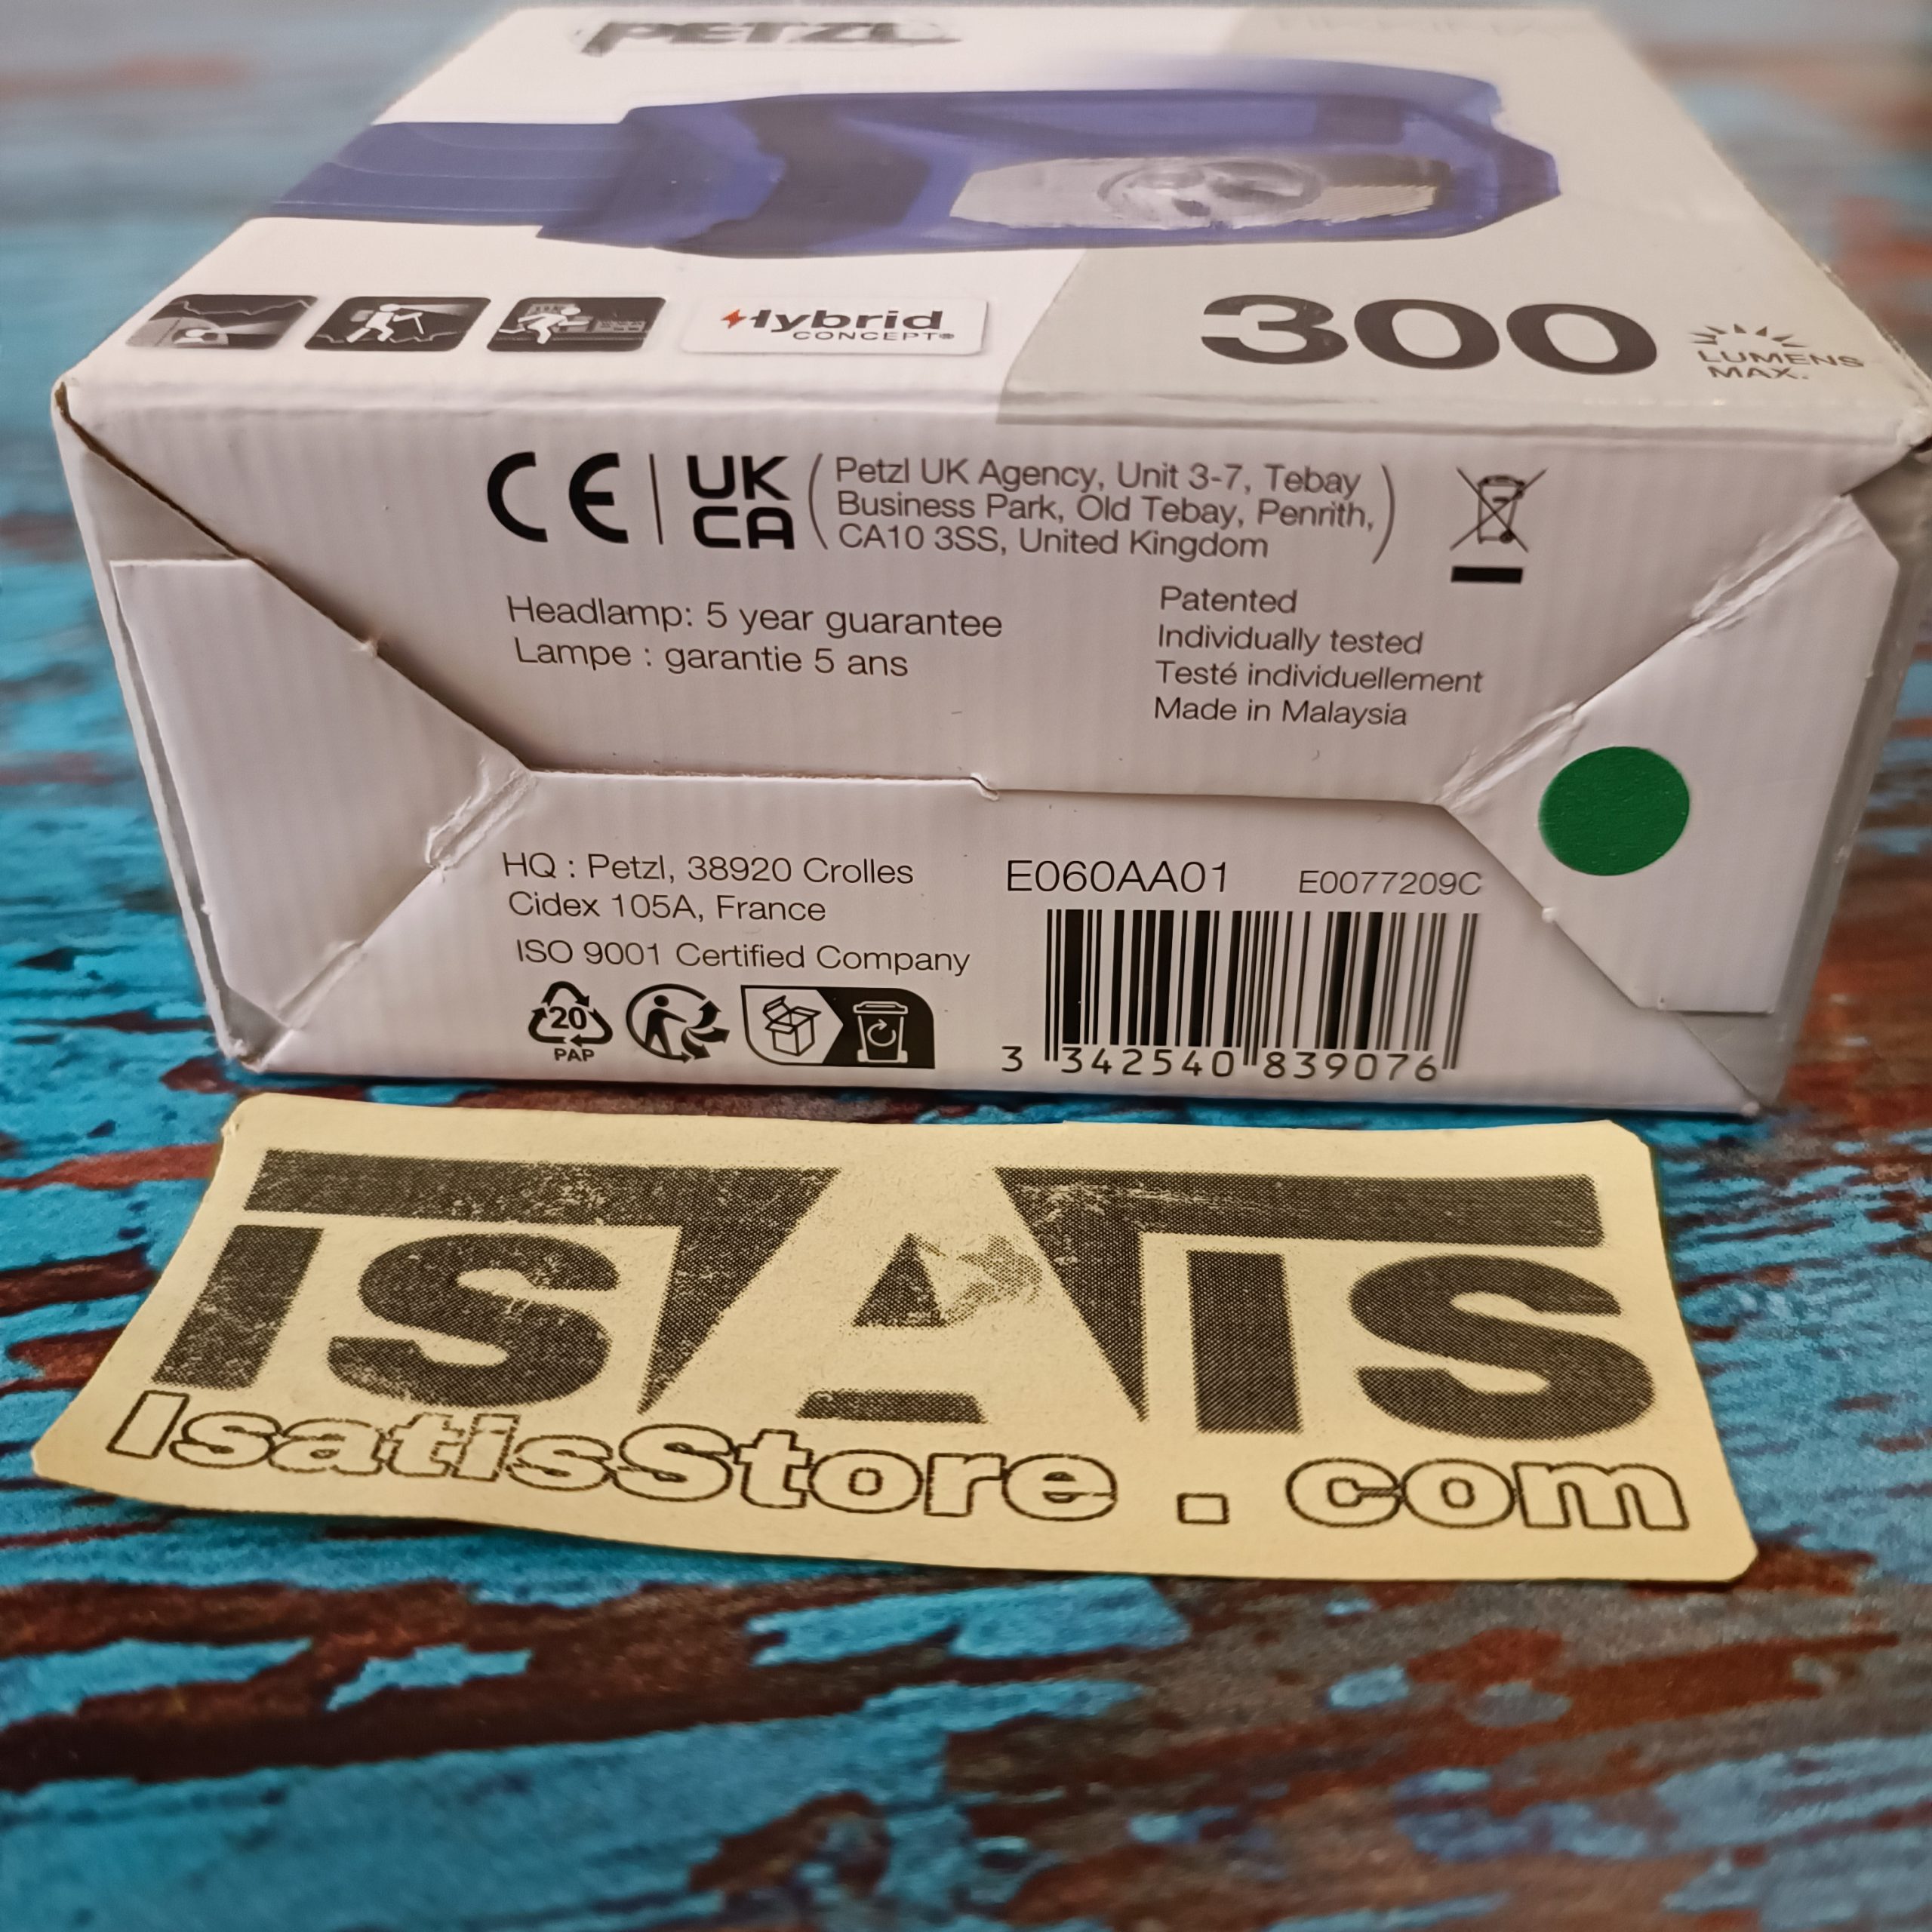 PETZL
Hybrid
CONCEPT®
300
LUMENS
MAX.
CE
UK
CA
Petzl UK Agency, Unit 3-7, Tebay
Business Park, Old Tebay, Penrith,
CA10 3SS, United Kingdom
Headlamp: 5 year guarantee
Lampe : garantie 5 ans
Patented
Individually tested
Testé individuellement
Made in Malaysia
HQ : Petzl, 38920 Crolles
Cidex 105A, France
ISO 9001 Certified Company
20
PAP
E060AA01 E0077209C
3 342540 839076
ISATIS
IsatisStore . com